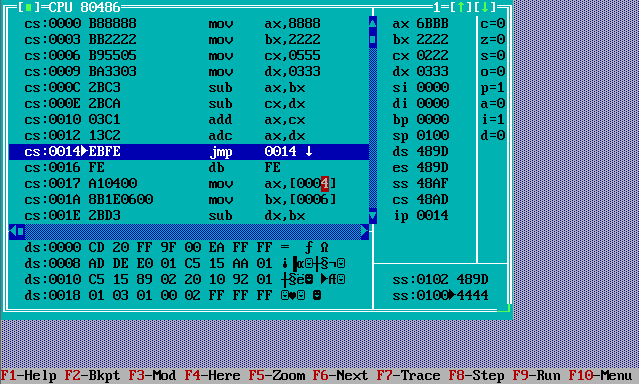 [■]=CPU 80486 1=[↑][↓]
cs:0000 B88888 mov ax,8888 ax 6BBB c=0
cs:0003 BB2222 mov bx,2222 bx 2222 z=0
cs:0006 B95505 mov cx,0555 cx 0222 s=0
cs:0009 BA3303 mov dx,0333 dx 0333 o=0
cs:000C 2BC3 sub ax,bx si 0000 p=1
cs:000E 2BCA sub cx,dx di 0000 a=0
cs:0010 03C1 add ax,cx bp 0000 i=1
cs:0012 13C2 adc ax,dx sp 0100 d=0
cs:0014►EBFE jmp 0014 ↓ ds 489D
cs:0016 FE db FE es 489D
cs:0017 A10400 mov ax,[0004] ss 48AF
cs:001A 8B1E0600 mov bx,[0006] cs 48AD
cs:001E 2BD3 sub dx,bx ip 0014
ds:0000 CD 20 FF 9F 00 EA FF FF = ƒ Ω
ds:0008 AD DE E0 01 C5 15 AA 01 ¡▐α☺┼§¬☺
ds:0010 C5 15 89 02 20 10 92 01 ┼§ë☻ ►Æ☺ ss:0102 489D
ds:0018 01 03 01 00 02 FF FF FF ☺♥☺ ☻ ss:0100►4444
F1-Help F2-Bkpt F3-Mod F4-Here F5-Zoom F6-Next F7-Trace F8-Step F9-Run F10-Menu